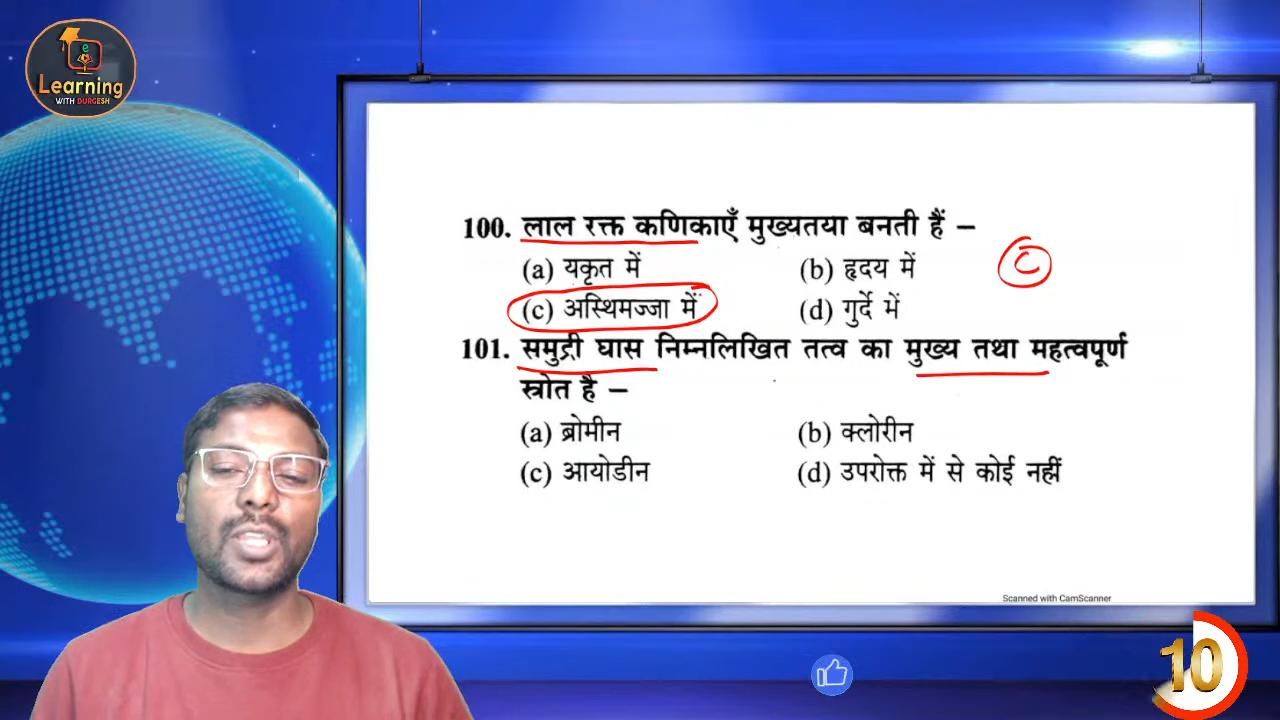 e
Learning
WITH DURGESH
100. लाल रक्त कणिकाएँ मुख्यतया बनती हैं –
(a) यकृत में (b) हृदय में
C
(c) अस्थिमज्जा में (d) गुर्दे में
101. समुद्री घास निम्नलिखित तत्व का मुख्य तथा महत्वपूर्ण
स्त्रोत है –
(a) ब्रोमीन (b) क्लोरीन
(c) आयोडीन (d) उपरोक्त में से कोई नहीं
Scanned with CamScanner
10